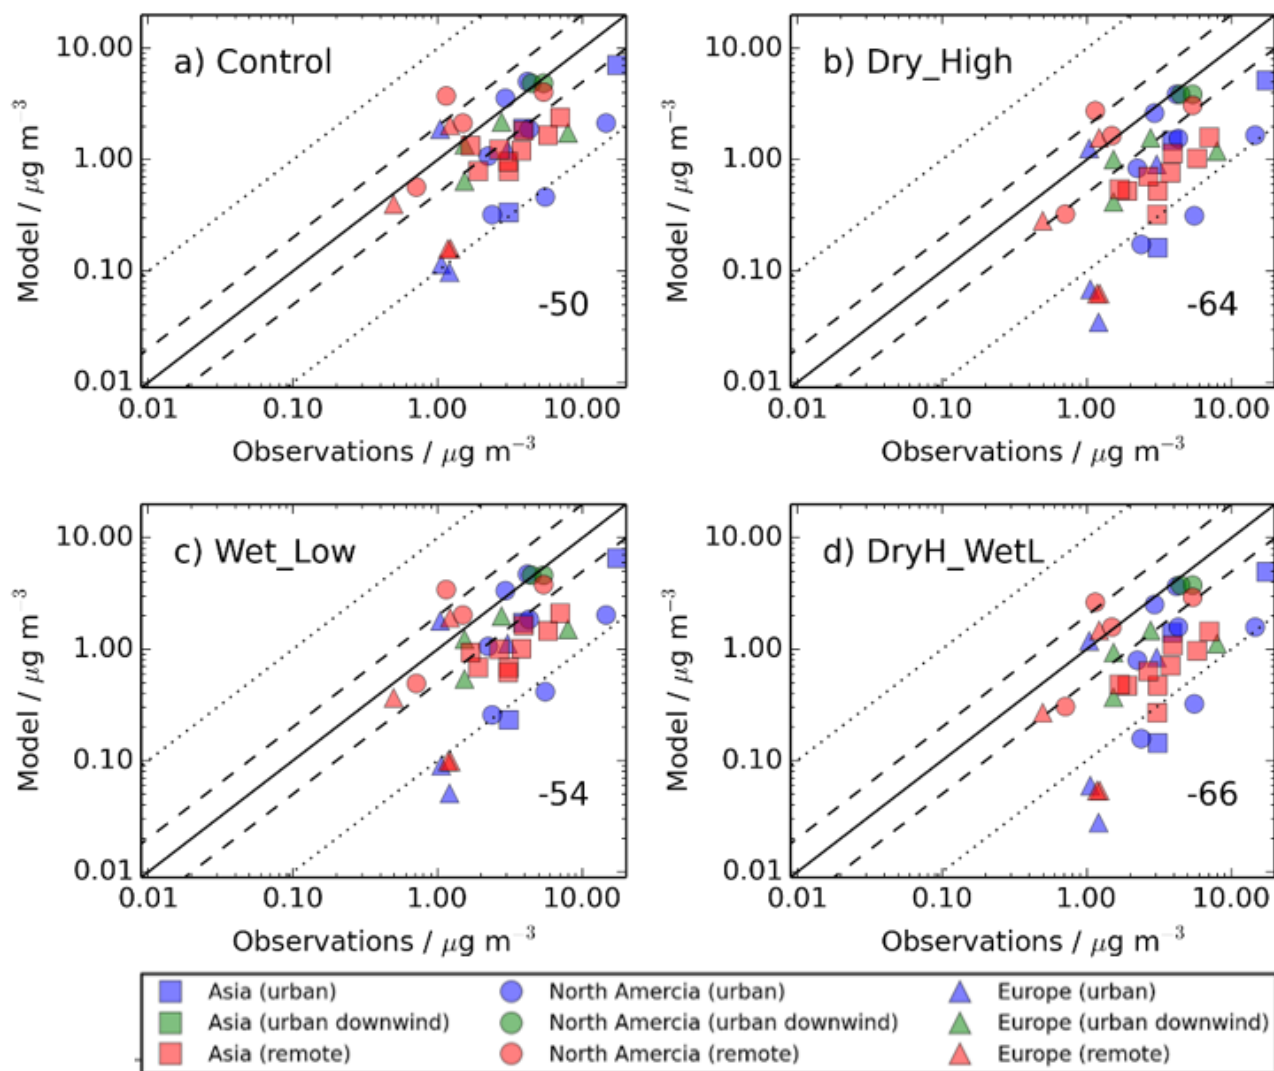 a) Control
10.00
1.00
0.10
0.01
Model / μg m⁻³
-50
0.01 0.10 1.00 10.00
Observations / μg m⁻³
b) Dry_High
10.00
1.00
0.10
0.01
Model / μg m⁻³
-64
0.01 0.10 1.00 10.00
Observations / μg m⁻³
c) Wet_Low
10.00
1.00
0.10
0.01
Model / μg m⁻³
-54
0.01 0.10 1.00 10.00
Observations / μg m⁻³
d) DryH_WetL
10.00
1.00
0.10
0.01
Model / μg m⁻³
-66
0.01 0.10 1.00 10.00
Observations / μg m⁻³
Asia (urban) North Amercia (urban) Europe (urban)
Asia (urban downwind) North Amercia (urban downwind) Europe (urban downwind)
Asia (remote) North Amercia (remote) Europe (remote)